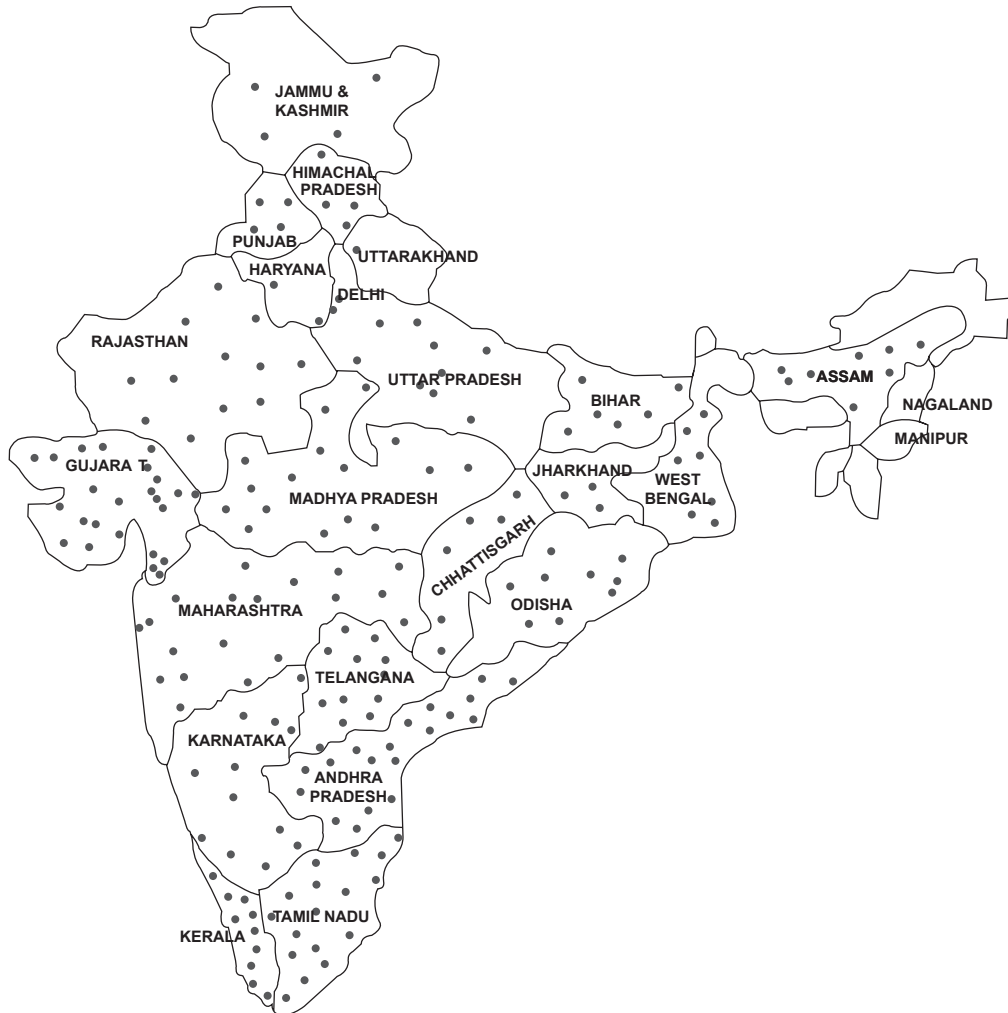 JAMMU &
KASHMIR
HIMACHAL
PRADESH
PUNJAB
UTTARAKHAND
HARYANA
DELHI
RAJASTHAN
UTTAR PRADESH
ASSAM
BIHAR
NAGALAND
MANIPUR
GUJARA T
JHARKHAND
WEST
BENGAL
MADHYA PRADESH
CHHATTISGARH
ODISHA
MAHARASHTRA
TELANGANA
KARNATAKA
ANDHRA
PRADESH
TAMIL NADU
KERALA